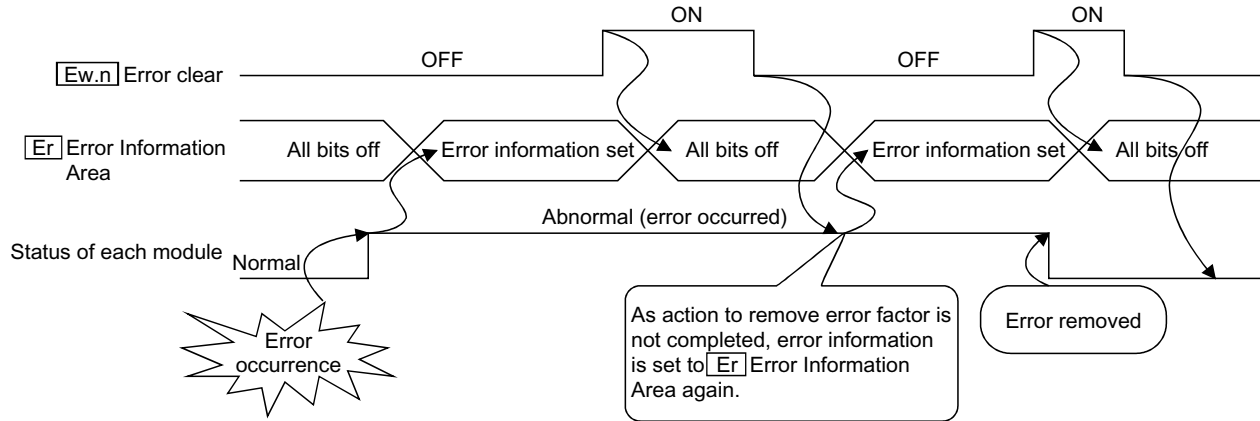 ON
ON
OFF
OFF
Ew.n Error clear
Er Error Information
Area
All bits off
Error information set
All bits off
Error information set
All bits off
Abnormal (error occurred)
Status of each module
Normal
Error
occurrence
As action to remove error factor is
not completed, error information
is set to Er Error Information
Area again.
Error removed